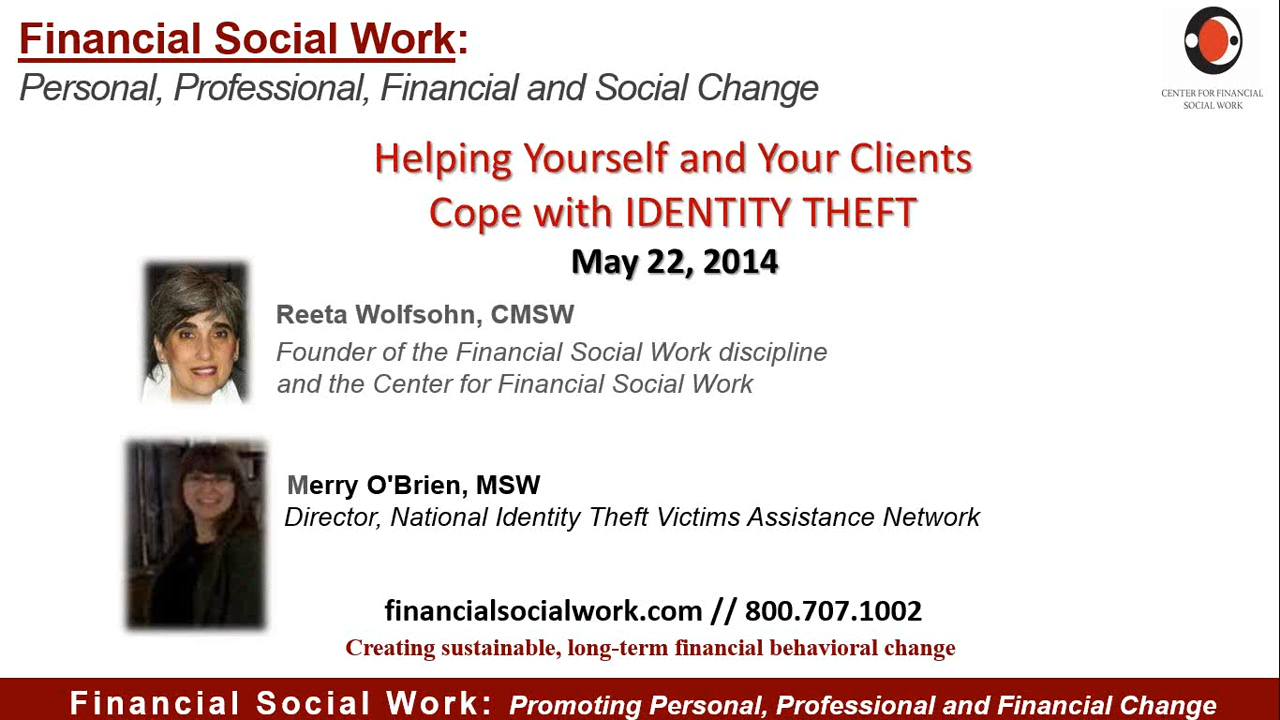 Financial Social Work:
Personal, Professional, Financial and Social Change
CENTER FOR FINANCIAL
SOCIAL WORK
Helping Yourself and Your Clients
Cope with IDENTITY THEFT
May 22, 2014
Reeta Wolfsohn, CMSW
Founder of the Financial Social Work discipline
and the Center for Financial Social Work
Merry O'Brien, MSW
Director, National Identity Theft Victims Assistance Network
financialsocialwork.com // 800.707.1002
Creating sustainable, long-term financial behavioral change
Financial Social Work: Promoting Personal, Professional and Financial Change